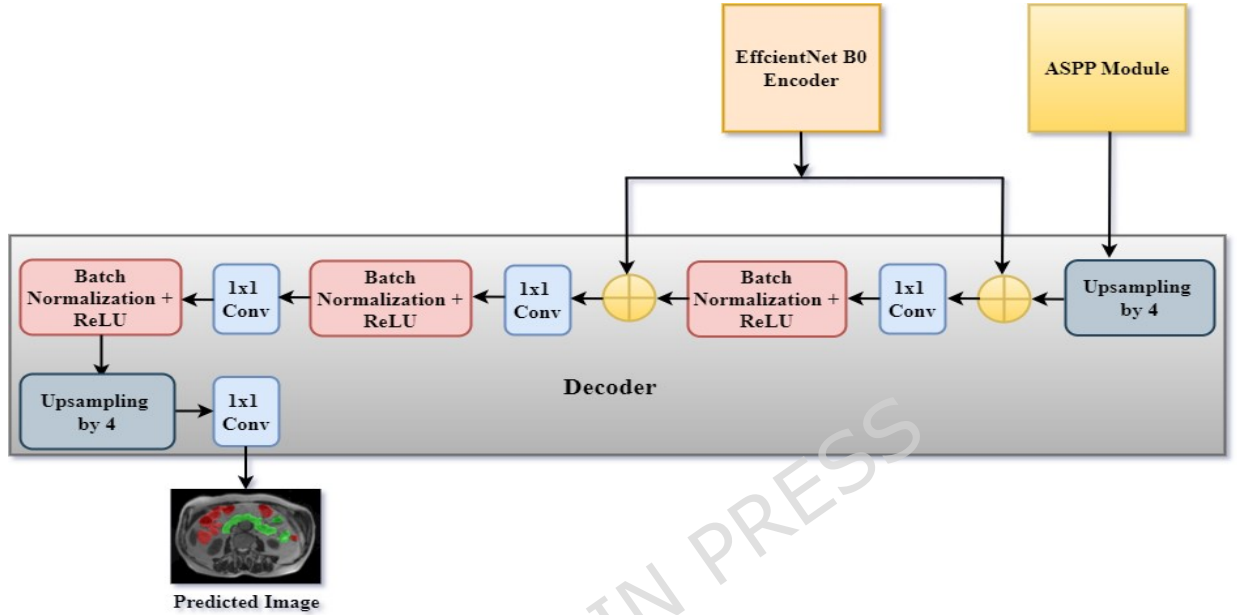 EffcientNet B0
Encoder
ASPP Module
Batch
Normalization +
ReLU
1x1
Conv
Batch
Normalization +
ReLU
1x1
Conv
Batch
Normalization +
ReLU
1x1
Conv
Upsampling
by 4
Upsampling
by 4
1x1
Conv
Decoder
IN PRESS
Predicted Image